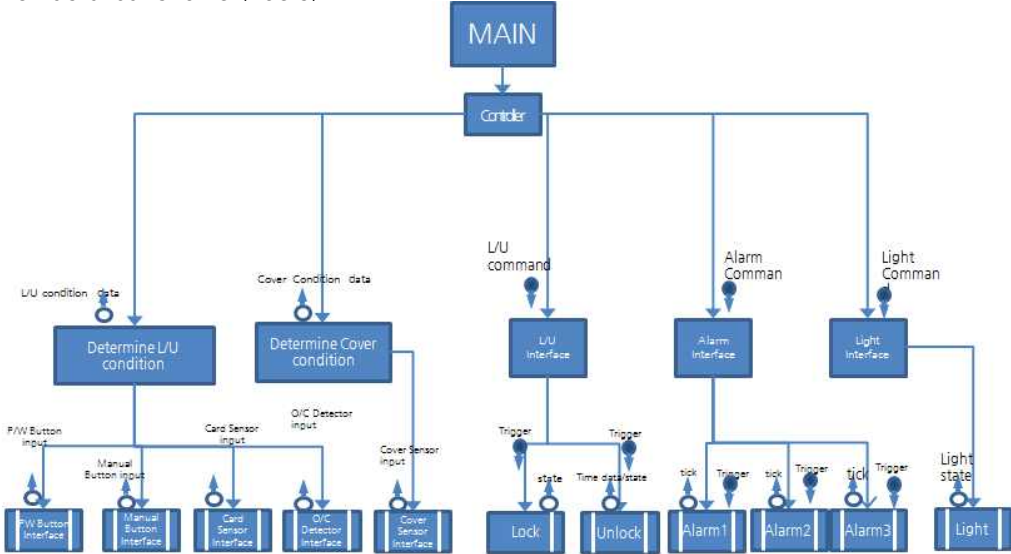 MAIN
Controller
L/U
command
Alarm
Comman
Light
Comman
Cover Condition data
L/U condition data
Determine L/U
condition
Determine Cover
condition
L/U
Interface
Alarm
Interface
Light
Interface
P/W Button
input
Manual
Button input
Card Sensor
input
O/C Detector
input
Cover Sensor
input
Trigger
state
Trigger
Time data/state
tick
Trigger
tick
Trigger
tick
Trigger
Light
state
P/W Button
Interface
Manual
Button
Interface
Card
Sensor
Interface
O/C
Detector
Interface
Cover
Sensor
Interface
Lock
Unlock
Alarm1
Alarm2
Alarm3
Light